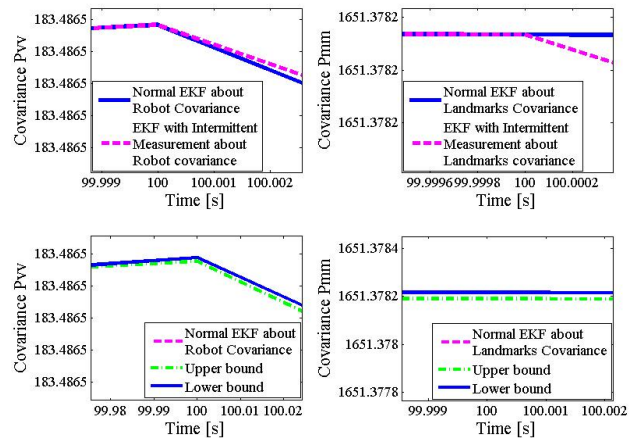 Covariance Pvv
183.4865
183.4865
183.4865
183.4865
183.4865
Normal EKF about
Robot Covariance
EKF with Intermittent
Measurement about
Robot covariance
99.999 100 100.001 100.002
Time [s]
Covariance Pmm
1651.3782
1651.3782
1651.3782
Normal EKF about
Landmarks Covariance
EKF with Intermittent
Measurement about
Landmarks covariance
99.9996 99.9998 100 100.0002
Time [s]
Covariance Pvv
183.4865
183.4865
183.4865
183.4865
Normal EKF about
Robot Covariance
Upper bound
Lower bound
99.98 99.99 100 100.01 100.02
Time [s]
Covariance Pmm
1651.3784
1651.3782
1651.378
1651.3778
Normal EKF about
Landmarks Covariance
Upper bound
Lower bound
99.999 100 100.001 100.002
Time [s]